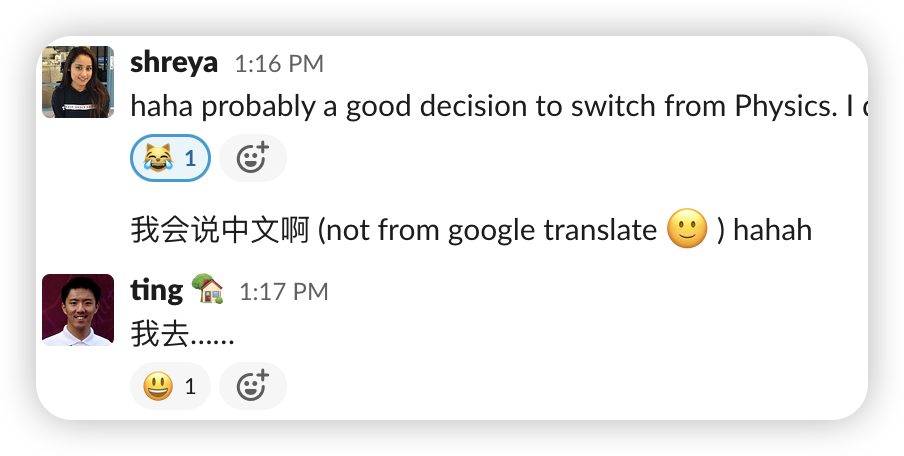 shreya 1:16 PM
haha probably a good decision to switch from Physics. I
😹 1
我会说中文啊 (not from google translate 🙂 ) hahah
ting 🏡 1:17 PM
我去……
😃 1